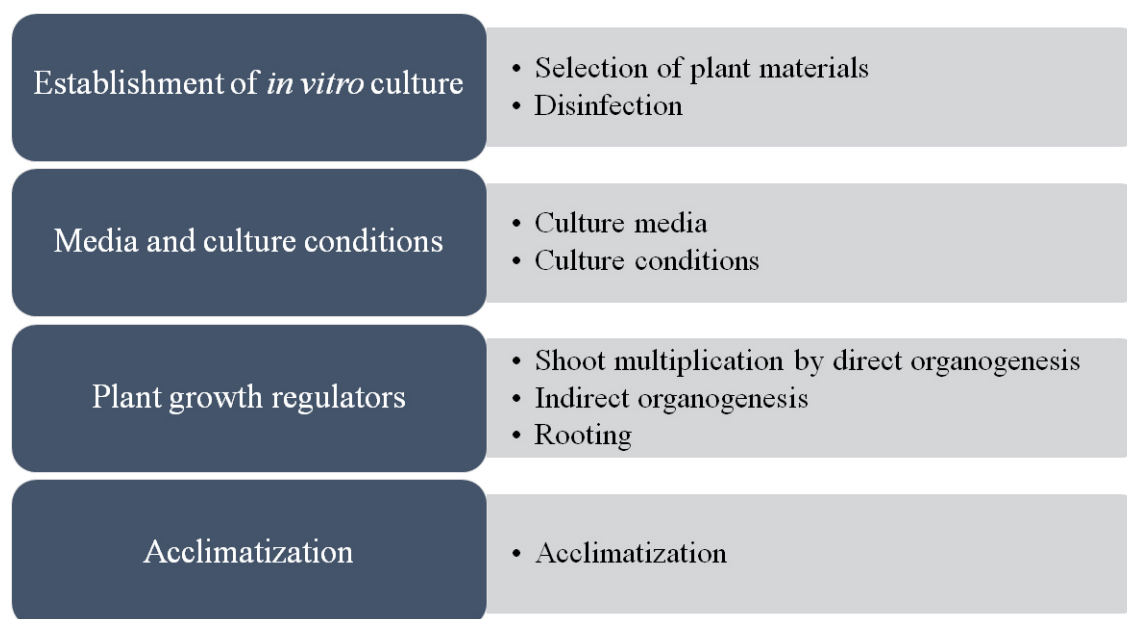 Establishment of in vitro culture
• Selection of plant materials
• Disinfection
Media and culture conditions
• Culture media
• Culture conditions
Plant growth regulators
• Shoot multiplication by direct organogenesis
• Indirect organogenesis
• Rooting
Acclimatization
• Acclimatization